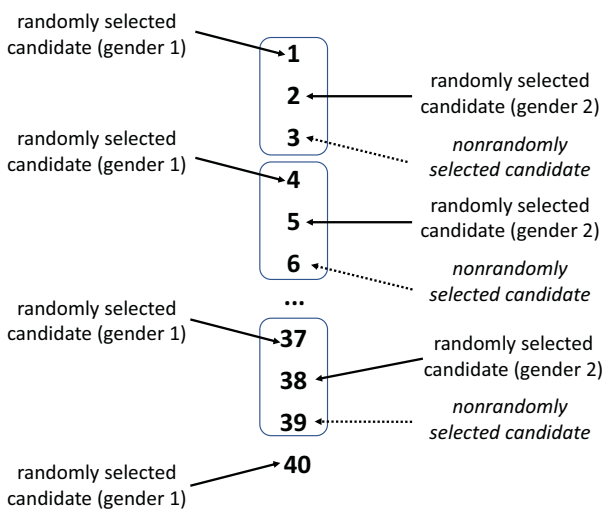 randomly selected
candidate (gender 1)
1
2
randomly selected
candidate (gender 2)
3
nonrandomly
selected candidate
randomly selected
candidate (gender 1)
4
5
randomly selected
candidate (gender 2)
6
nonrandomly
selected candidate
...
randomly selected
candidate (gender 1)
37
38
randomly selected
candidate (gender 2)
39
nonrandomly
selected candidate
randomly selected
candidate (gender 1)
40